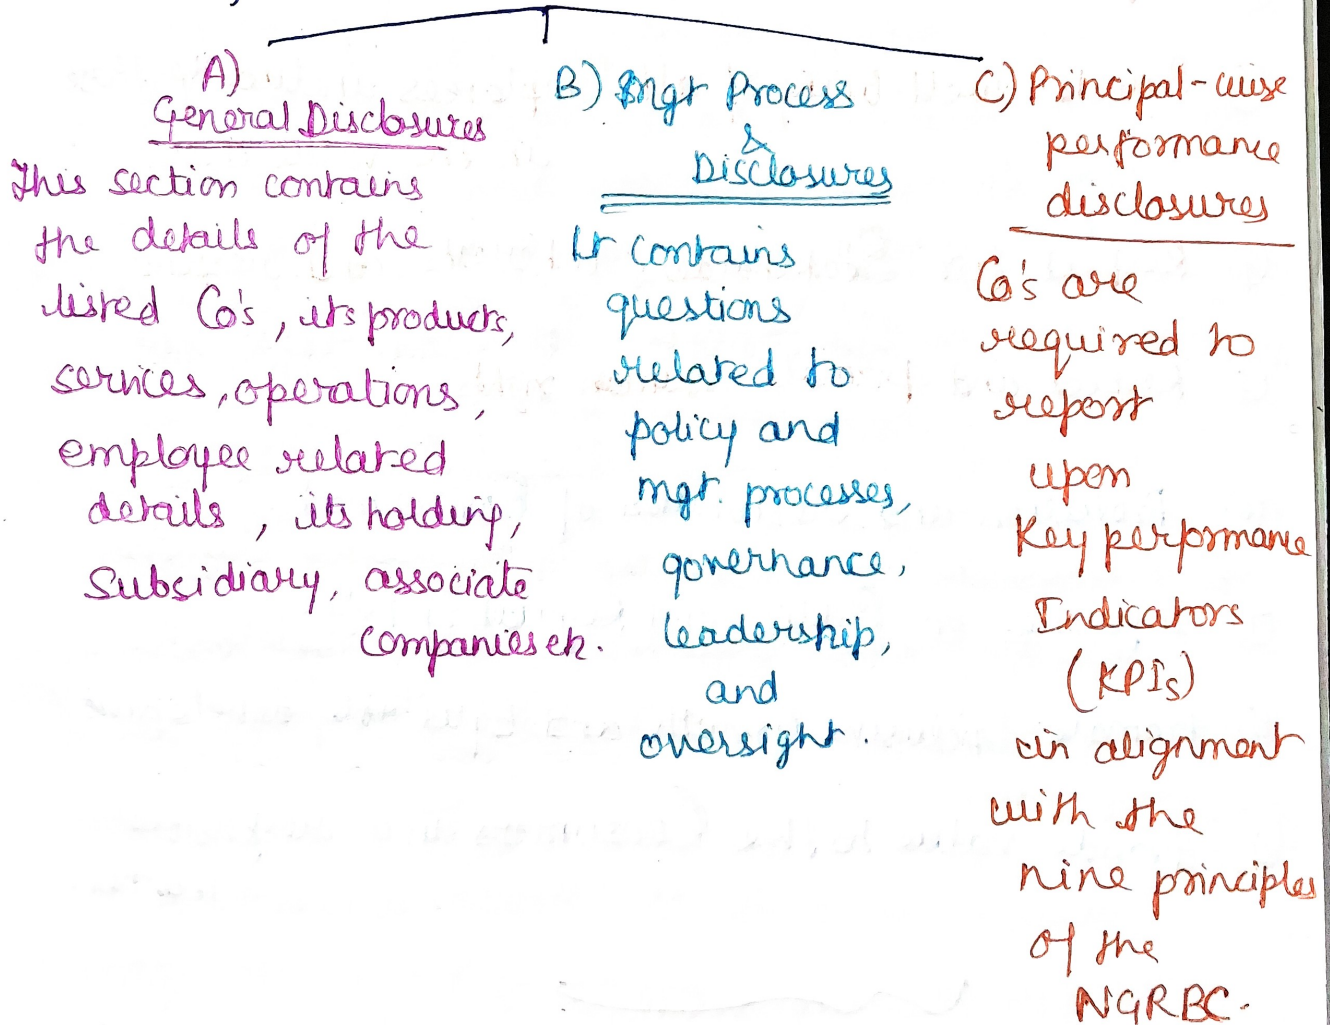 A)
General Disclosures
This section contains
the details of the
listed Co's, its products,
services, operations,
employee related
details, its holding,
Subsidiary, associate
companies etc.
B) Mgt Process
&
Disclosures
It contains
questions
related to
policy and
mgt. processes,
governance,
leadership,
and
oversight.
C) Principal-wise
performance
disclosures
Co's are
required to
report
upon
Key performance
Indicators
(KPIs)
in alignment
with the
nine principles
of the
NGRBC.